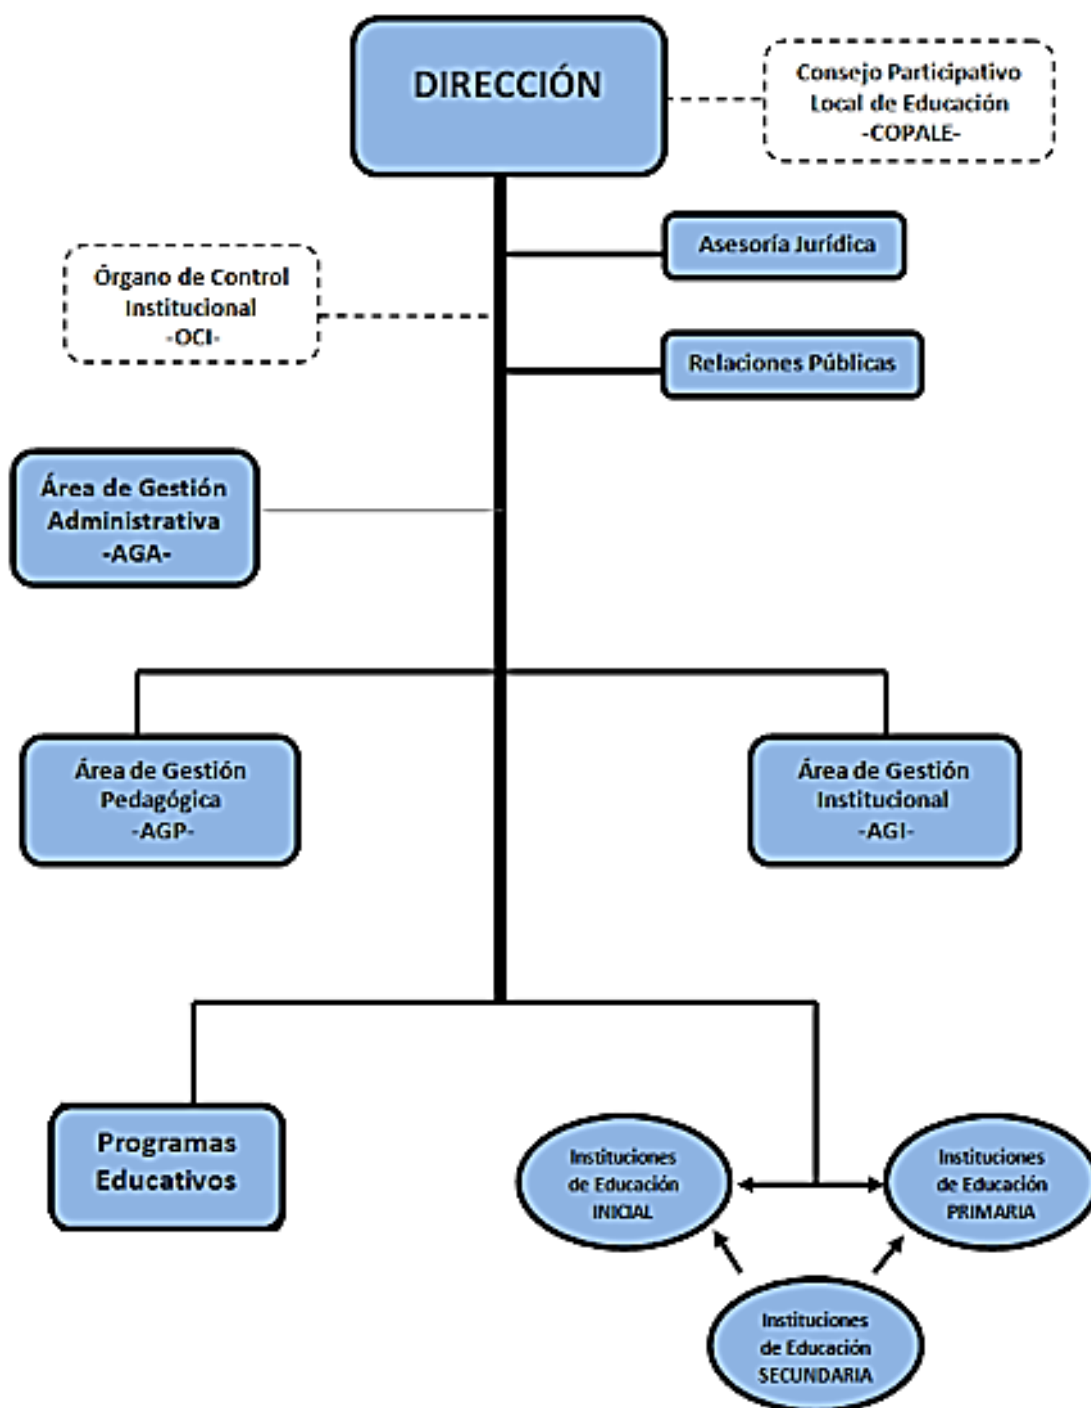 DIRECCIÓN
Consejo Participativo
Local de Educación
-COPALE-
Asesoría Jurídica
Órgano de Control
Institucional
-OCI-
Relaciones Públicas
Área de Gestión
Administrativa
-AGA-
Área de Gestión
Pedagógica
-AGP-
Área de Gestión
Institucional
-AGI-
Programas
Educativos
Instituciones
de Educación
INICIAL
Instituciones
de Educación
PRIMARIA
Instituciones
de Educación
SECUNDARIA